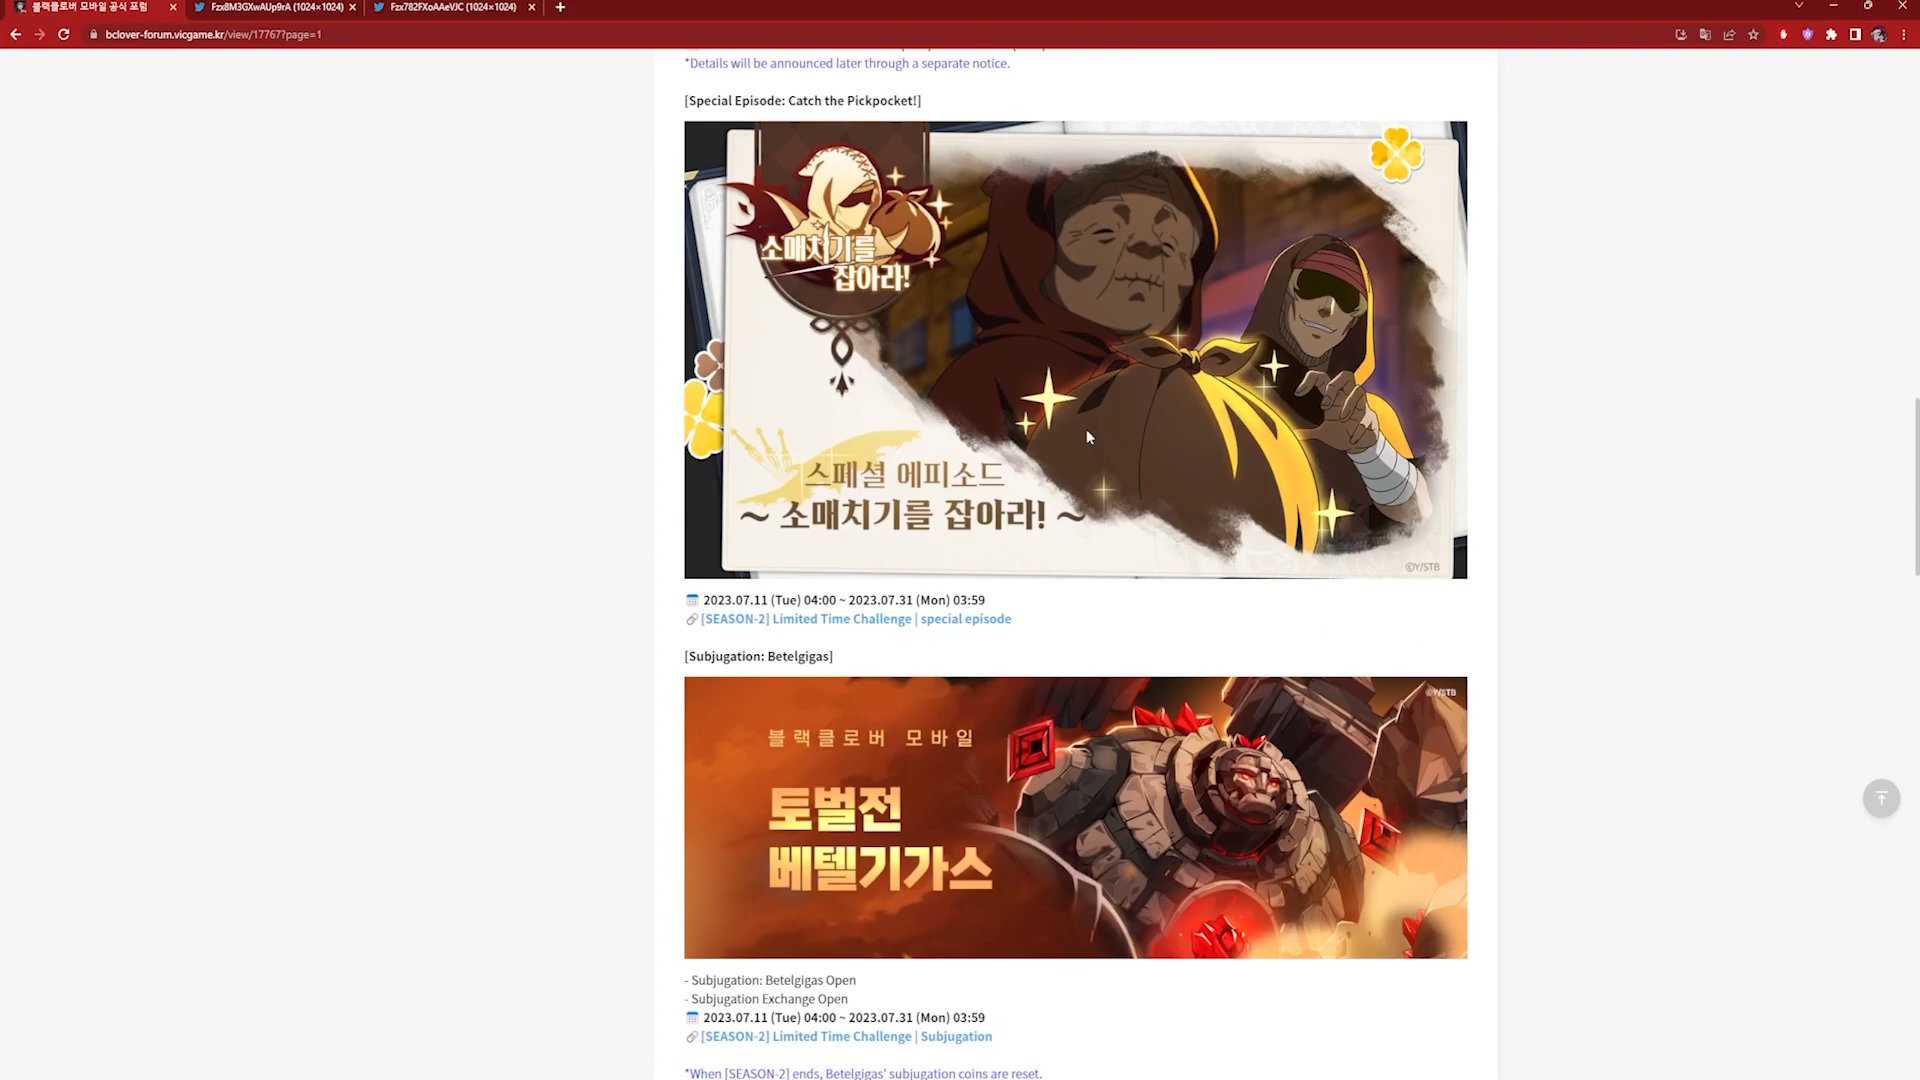 블랙클로버 모바일 공식 포럼
Fzx8M3GXwAUp9rA (1024×1024)
Fzx782FXoAAeVJC (1024×1024)
bclover-forum.vicgame.kr/view/17767?page=1
*Details will be announced later through a separate notice.
[Special Episode: Catch the Pickpocket!]
소매치기를
잡아라!
스페셜 에피소드
~ 소매치기를 잡아라! ~
©Y/STB
2023.07.11 (Tue) 04:00 ~ 2023.07.31 (Mon) 03:59
[SEASON-2] Limited Time Challenge | special episode
[Subjugation: Betelgigas]
©Y/STB
블랙클로버 모바일
토벌전
베텔기가스
- Subjugation: Betelgigas Open
- Subjugation Exchange Open
2023.07.11 (Tue) 04:00 ~ 2023.07.31 (Mon) 03:59
[SEASON-2] Limited Time Challenge | Subjugation
*When [SEASON-2] ends, Betelgigas' subjugation coins are reset.